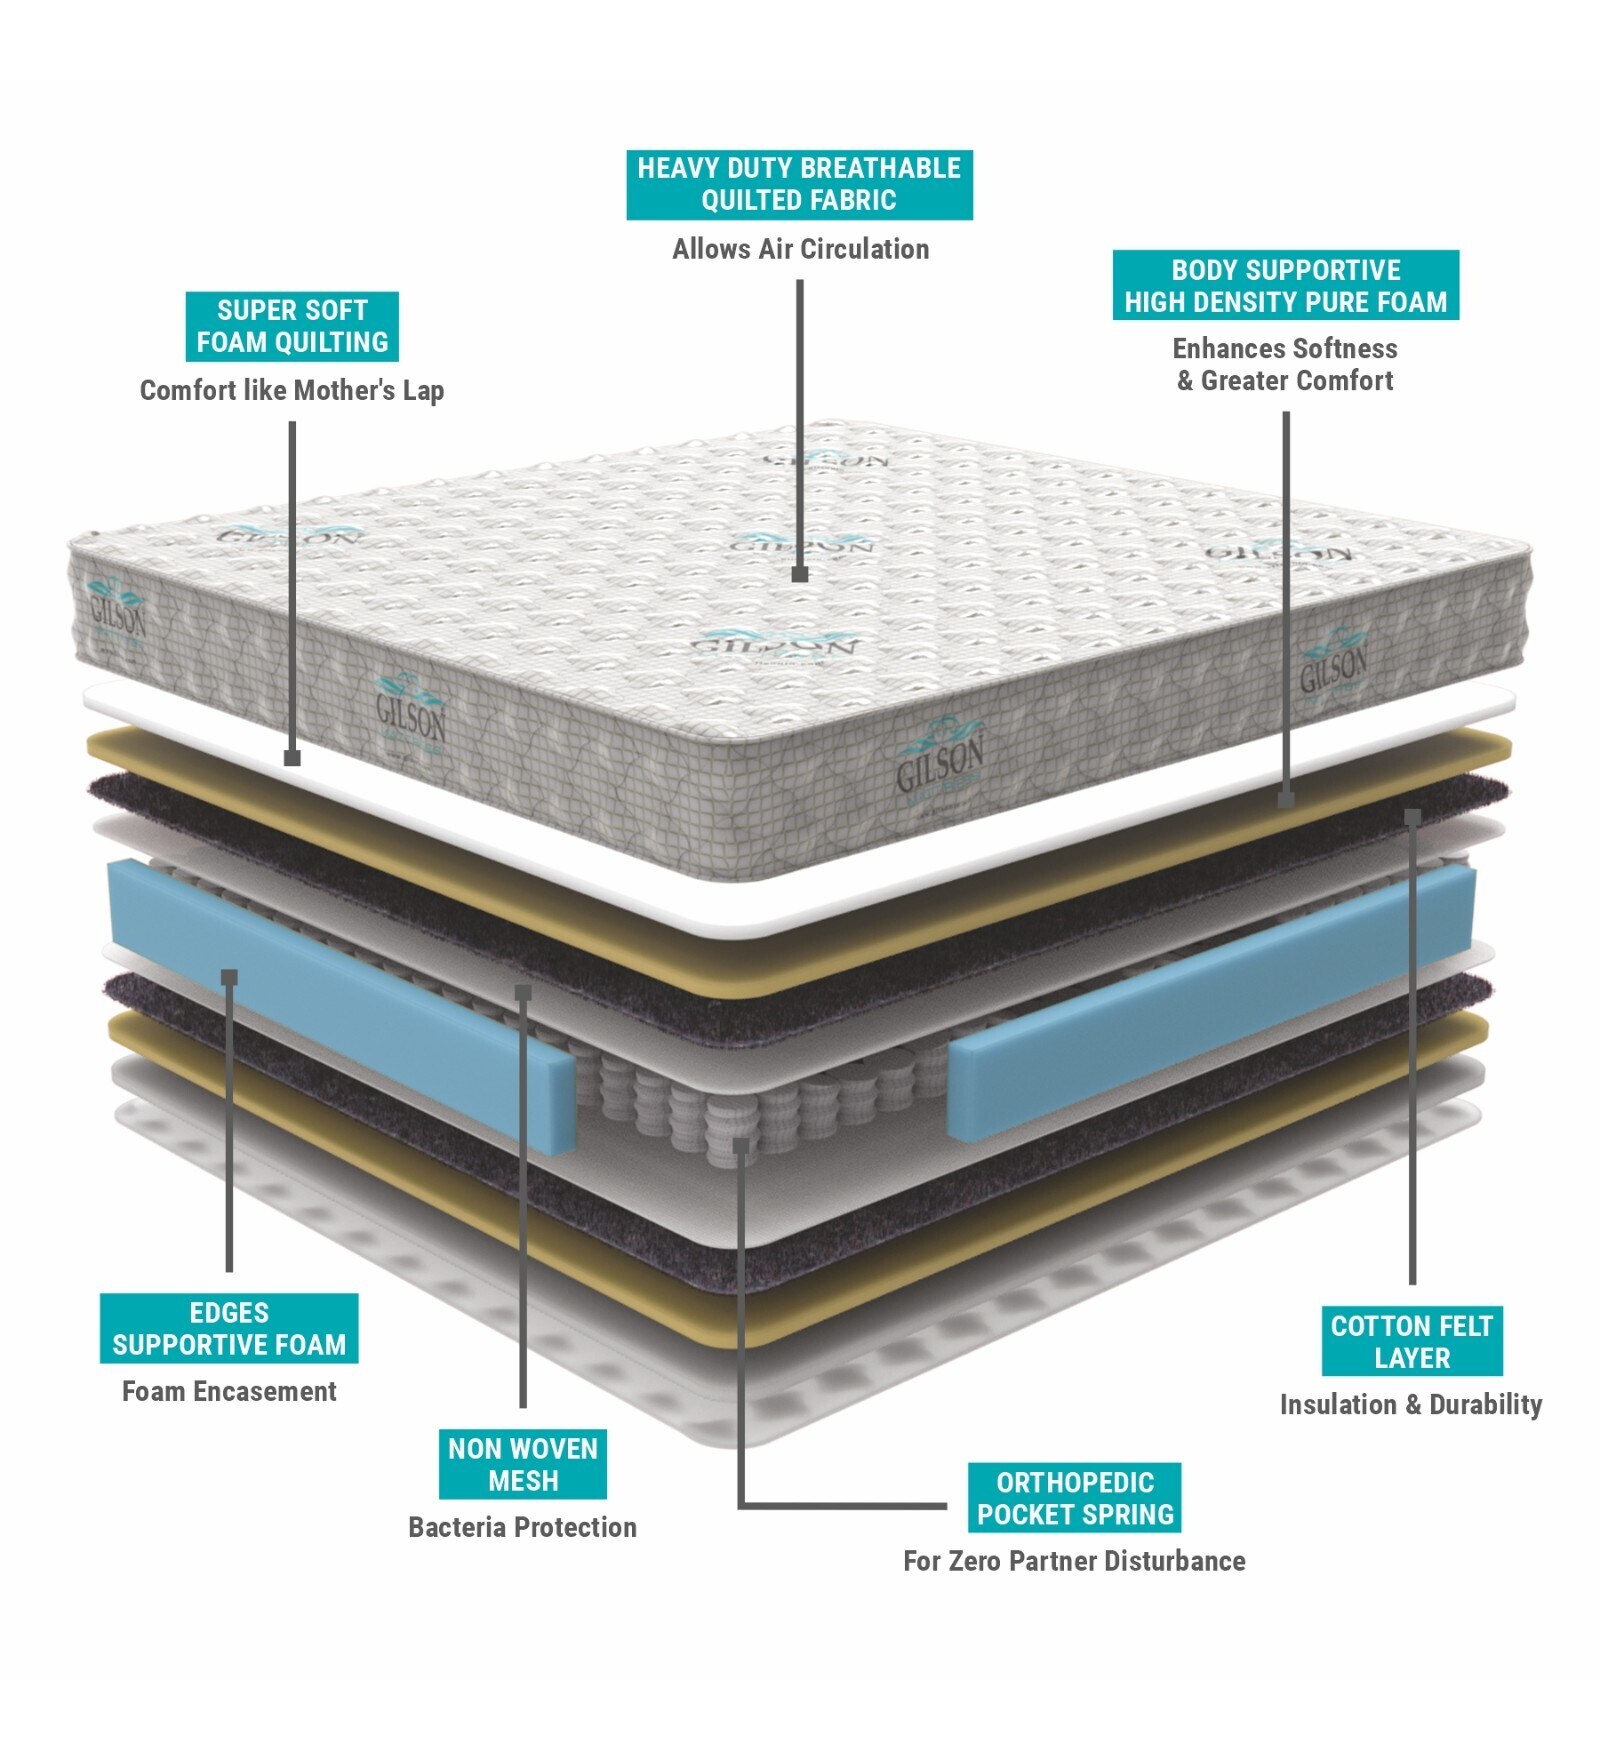 HEAVY DUTY BREATHABLE
QUILTED FABRIC
Allows Air Circulation
BODY SUPPORTIVE
HIGH DENSITY PURE FOAM
Enhances Softness
& Greater Comfort
SUPER SOFT
FOAM QUILTING
Comfort like Mother's Lap
GILSON
GILSON
GILSON
GILSON
GILSON
GILSON
GILSON
GILSON
GILSON
EDGES
SUPPORTIVE FOAM
Foam Encasement
COTTON FELT
LAYER
Insulation & Durability
NON WOVEN
MESH
Bacteria Protection
ORTHOPEDIC
POCKET SPRING
For Zero Partner Disturbance